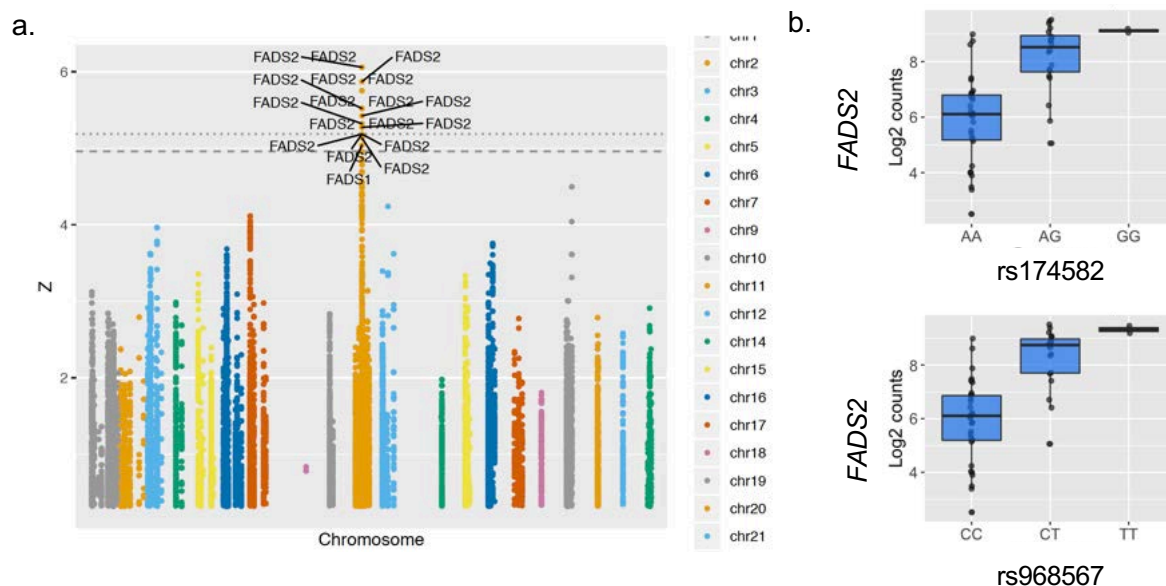 a.
6
4
2
Z
FADS2 FADS2 FADS2
FADS2 FADS2 FADS2
FADS2 FADS2 FADS2
FADS2 FADS2 FADS2
FADS2 FADS2
FADS2 FADS2
FADS1
Chromosome
chr1
chr2
chr3
chr4
chr5
chr6
chr7
chr9
chr10
chr11
chr12
chr14
chr15
chr16
chr17
chr18
chr19
chr20
chr21
b.
FADS2
Log2 counts
8
6
4
AA AG GG
rs174582
FADS2
Log2 counts
8
6
4
CC CT TT
rs968567